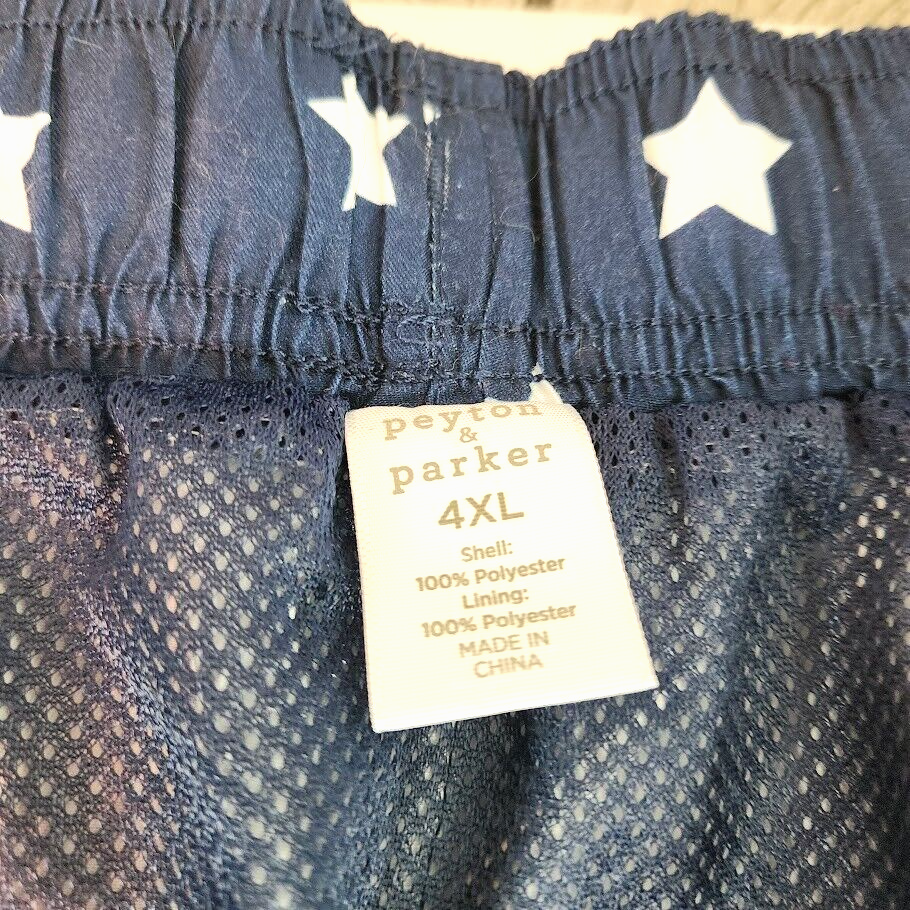 peyton
&
parker
4XL
Shell:
100% Polyester
Lining:
100% Polyester
MADE IN
CHINA